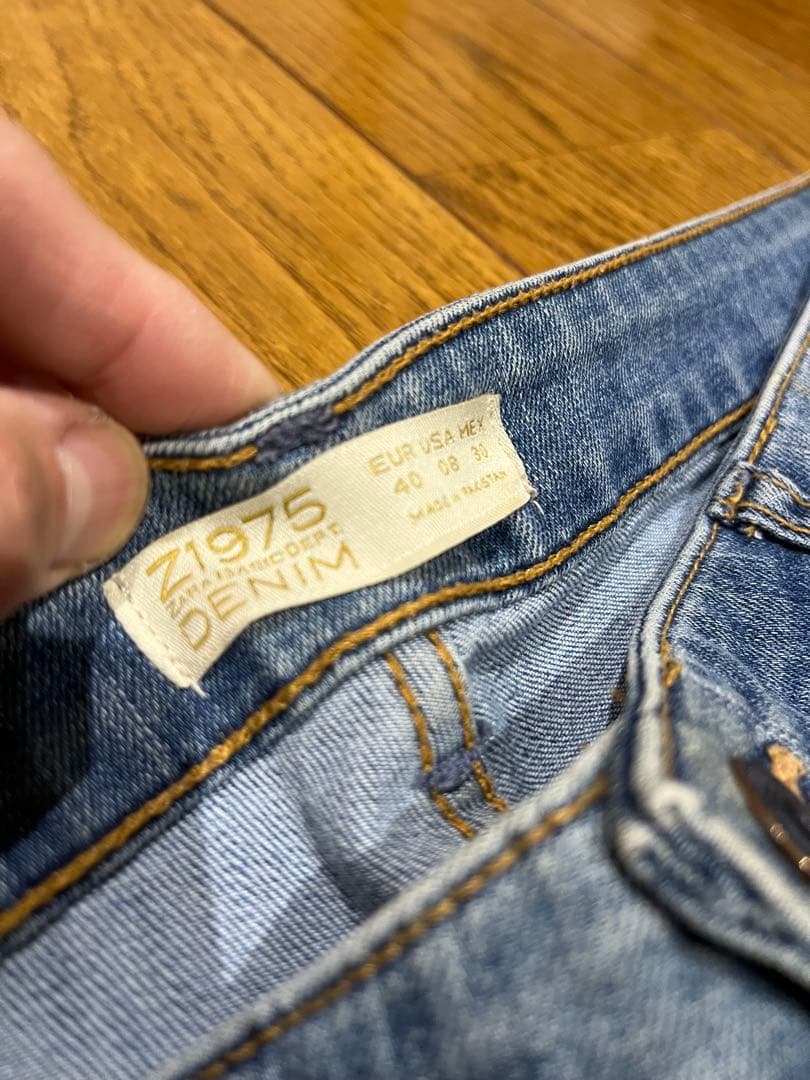 Z1975
DENIM
EUR USA MEX
40 08 30
MADE IN PAKISTAN